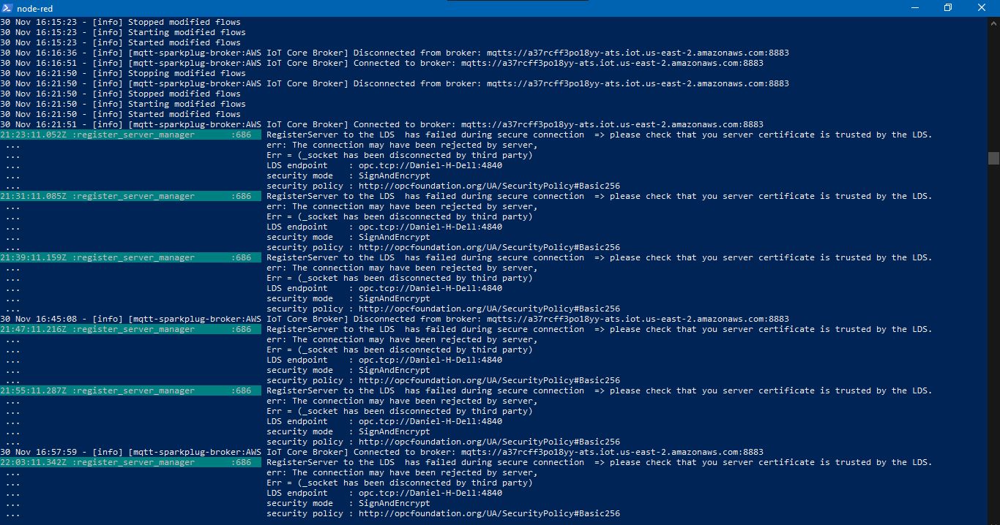 node-red
30 Nov 16:15:23 - [info] Stopped modified flows
30 Nov 16:15:23 - [info] Starting modified flows
30 Nov 16:15:23 - [info] Started modified flows
30 Nov 16:16:36 - [info] [mqtt-sparkplug-broker:AWS IoT Core Broker] Disconnected from broker: mqtts://a37rcff3po18yy-ats.iot.us-east-2.amazonaws.com:8883
30 Nov 16:16:51 - [info] [mqtt-sparkplug-broker:AWS IoT Core Broker] Connected to broker: mqtts://a37rcff3po18yy-ats.iot.us-east-2.amazonaws.com:8883
30 Nov 16:21:50 - [info] Stopping modified flows
30 Nov 16:21:50 - [info] [mqtt-sparkplug-broker:AWS IoT Core Broker] Disconnected from broker: mqtts://a37rcff3po18yy-ats.iot.us-east-2.amazonaws.com:8883
30 Nov 16:21:50 - [info] Stopped modified flows
30 Nov 16:21:50 - [info] Starting modified flows
30 Nov 16:21:50 - [info] Started modified flows
30 Nov 16:21:51 - [info] [mqtt-sparkplug-broker:AWS IoT Core Broker] Connected to broker: mqtts://a37rcff3po18yy-ats.iot.us-east-2.amazonaws.com:8883
21:23:11.052Z :register_server_manager :686 RegisterServer to the LDS has failed during secure connection => please check that you server certificate is trusted by the LDS.
... err: The connection may have been rejected by server,
... Err = (_socket has been disconnected by third party)
... LDS endpoint : opc.tcp://Daniel-H-Dell:4840
... security mode : SignAndEncrypt
... security policy : http://opcfoundation.org/UA/SecurityPolicy#Basic256
21:31:11.085Z :register_server_manager :686 RegisterServer to the LDS has failed during secure connection => please check that you server certificate is trusted by the LDS.
... err: The connection may have been rejected by server,
... Err = (_socket has been disconnected by third party)
... LDS endpoint : opc.tcp://Daniel-H-Dell:4840
... security mode : SignAndEncrypt
... security policy : http://opcfoundation.org/UA/SecurityPolicy#Basic256
21:39:11.159Z :register_server_manager :686 RegisterServer to the LDS has failed during secure connection => please check that you server certificate is trusted by the LDS.
... err: The connection may have been rejected by server,
... Err = (_socket has been disconnected by third party)
... LDS endpoint : opc.tcp://Daniel-H-Dell:4840
... security mode : SignAndEncrypt
... security policy : http://opcfoundation.org/UA/SecurityPolicy#Basic256
30 Nov 16:45:08 - [info] [mqtt-sparkplug-broker:AWS IoT Core Broker] Disconnected from broker: mqtts://a37rcff3po18yy-ats.iot.us-east-2.amazonaws.com:8883
21:47:11.216Z :register_server_manager :686 RegisterServer to the LDS has failed during secure connection => please check that you server certificate is trusted by the LDS.
... err: The connection may have been rejected by server,
... Err = (_socket has been disconnected by third party)
... LDS endpoint : opc.tcp://Daniel-H-Dell:4840
... security mode : SignAndEncrypt
... security policy : http://opcfoundation.org/UA/SecurityPolicy#Basic256
21:55:11.287Z :register_server_manager :686 RegisterServer to the LDS has failed during secure connection => please check that you server certificate is trusted by the LDS.
... err: The connection may have been rejected by server,
... Err = (_socket has been disconnected by third party)
... LDS endpoint : opc.tcp://Daniel-H-Dell:4840
... security mode : SignAndEncrypt
... security policy : http://opcfoundation.org/UA/SecurityPolicy#Basic256
30 Nov 16:57:59 - [info] [mqtt-sparkplug-broker:AWS IoT Core Broker] Connected to broker: mqtts://a37rcff3po18yy-ats.iot.us-east-2.amazonaws.com:8883
22:03:11.342Z :register_server_manager :686 RegisterServer to the LDS has failed during secure connection => please check that you server certificate is trusted by the LDS.
... err: The connection may have been rejected by server,
... Err = (_socket has been disconnected by third party)
... LDS endpoint : opc.tcp://Daniel-H-Dell:4840
... security mode : SignAndEncrypt
... security policy : http://opcfoundation.org/UA/SecurityPolicy#Basic256